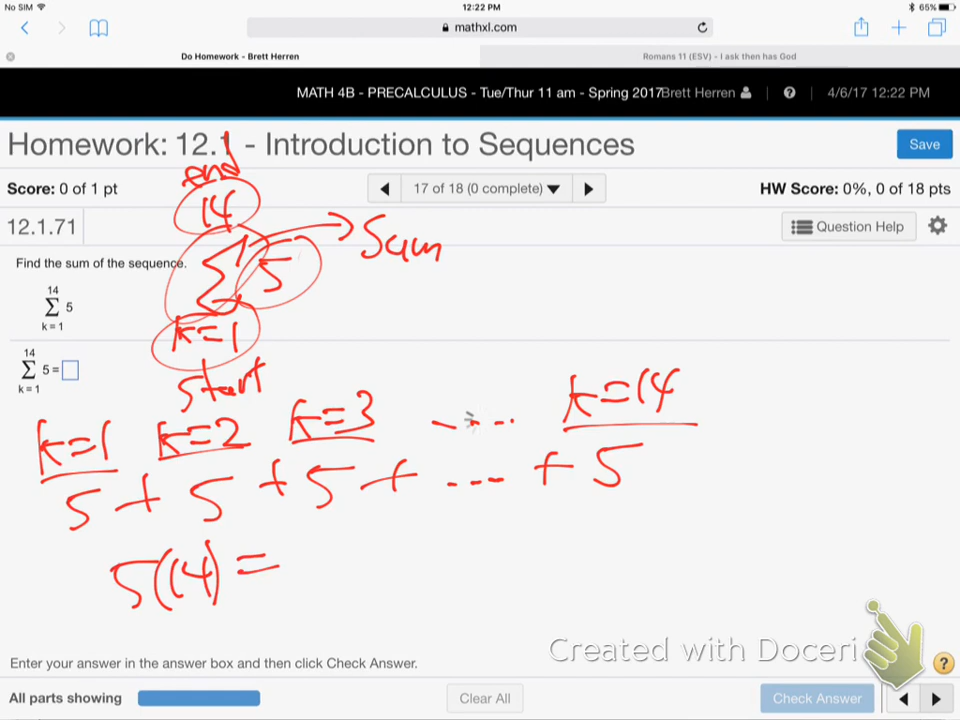 No SIM 12:22 PM 65%
mathxl.com
Do Homework - Brett Herren Romans 11 (ESV) - I ask then has God
MATH 4B - PRECALCULUS - Tue/Thur 11 am - Spring 2017 Brett Herren ? 4/6/17 12:22 PM
Homework: 12.1 - Introduction to Sequences Save
Score: 0 of 1 pt 17 of 18 (0 complete) HW Score: 0%, 0 of 18 pts
12.1.71 Question Help
end
14
Σ 5 → Sum
k=1
start
Find the sum of the sequence.
14
Σ 5
k = 1
14
Σ 5 =
k = 1
k=1 k=2 k=3 ---- k=14
5 + 5 + 5 + --- + 5
5(14) =
Created with Doceri
Enter your answer in the answer box and then click Check Answer. ?
All parts showing Clear All Check Answer